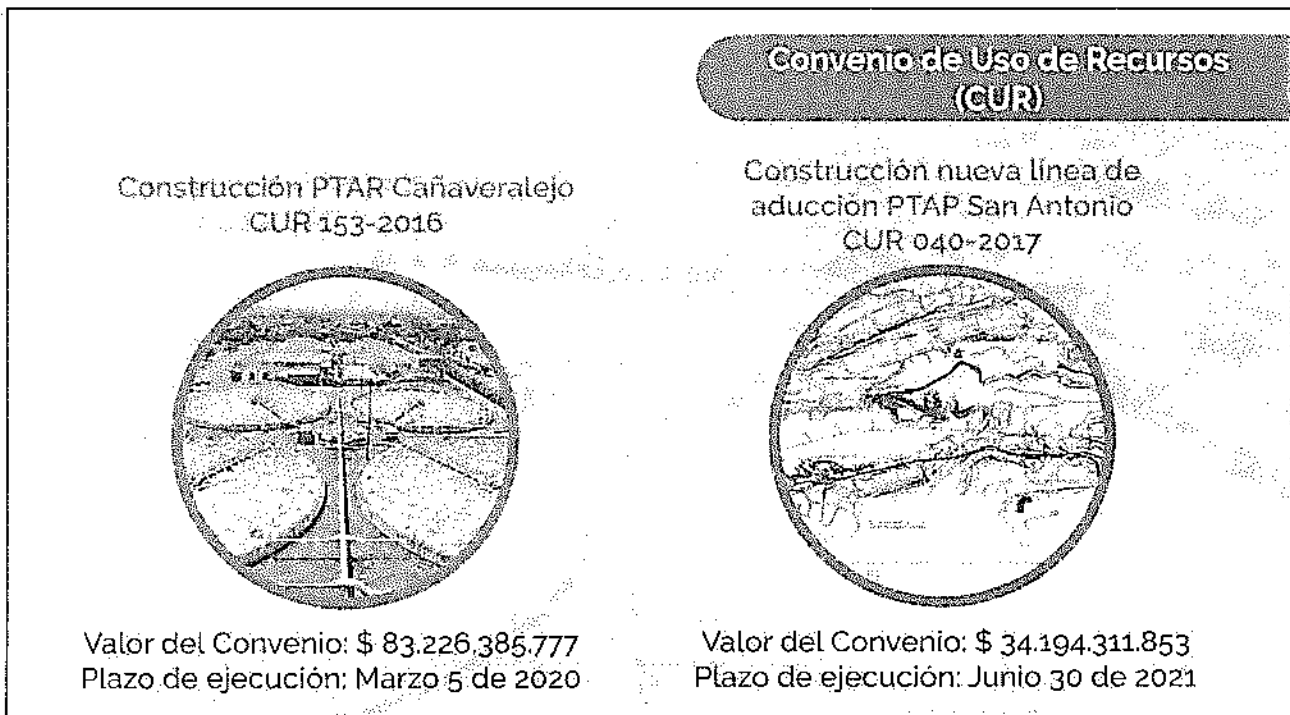 Convenio de Uso de Recursos
(CUR)
Construcción PTAR Cañaveralejo
CUR 153-2016
Construcción nueva línea de
aducción PTAP San Antonio
CUR 040-2017
Valor del Convenio: $ 83.226.385.777
Plazo de ejecución: Marzo 5 de 2020
Valor del Convenio: $ 34.194.311.853
Plazo de ejecución: Junio 30 de 2021